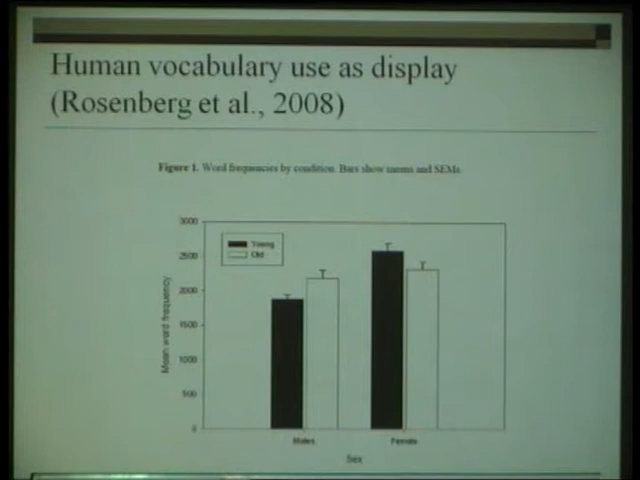 Human vocabulary use as display
(Rosenberg et al., 2008)
Figure 1. Word frequencies by condition. Bars show means and SEMs.
3000
2500
2000
1500
1000
500
0
Mean word frequency
Young
Old
Males
Female
Sex